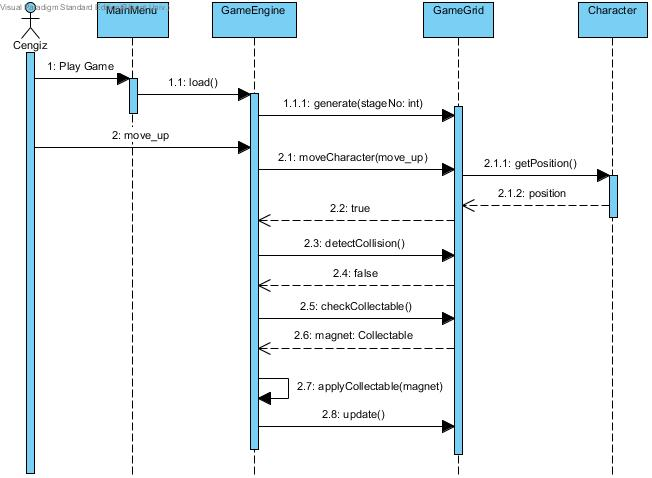 Visual Paradigm Standard
MainMenu
GameEngine
GameGrid
Character
Cengiz
1: Play Game
1.1: load()
1.1.1: generate(stageNo: int)
2: move_up
2.1: moveCharacter(move_up)
2.1.1: getPosition()
2.1.2: position
2.2: true
2.3: detectCollision()
2.4: false
2.5: checkCollectable()
2.6: magnet: Collectable
2.7: applyCollectable(magnet)
2.8: update()